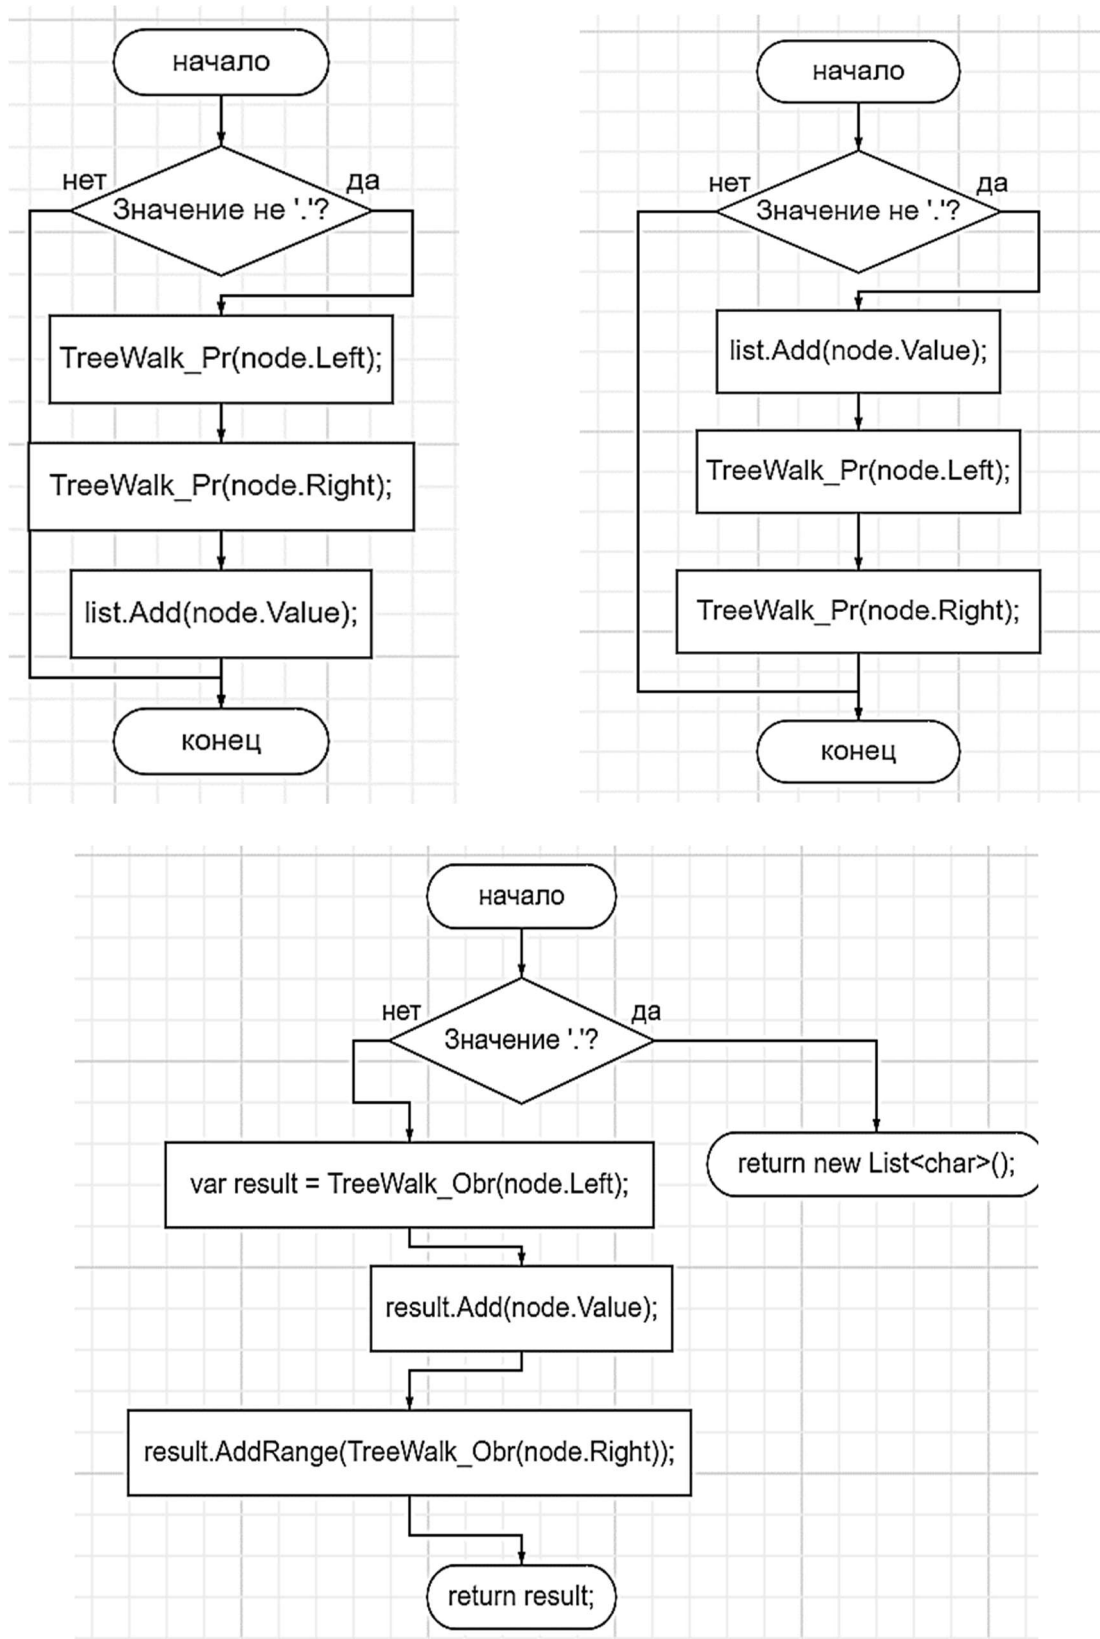 начало
нет
да
Значение не '.'?
TreeWalk_Pr(node.Left);
TreeWalk_Pr(node.Right);
list.Add(node.Value);
конец
начало
нет
да
Значение не '.'?
list.Add(node.Value);
TreeWalk_Pr(node.Left);
TreeWalk_Pr(node.Right);
конец
начало
нет
да
Значение '.'?
return new List<char>();
var result = TreeWalk_Obr(node.Left);
result.Add(node.Value);
result.AddRange(TreeWalk_Obr(node.Right));
return result;